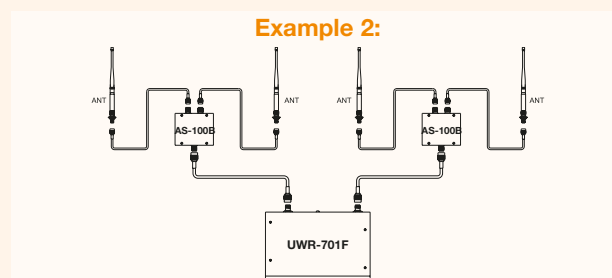 Example 2:
ANT
ANT
ANT
ANT
AS-100B
AS-100B
UWR-701F